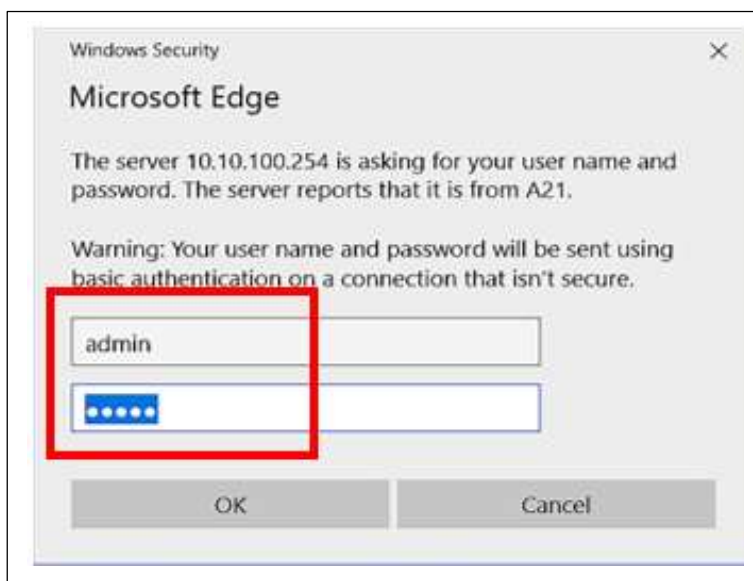 Windows Security
Microsoft Edge
The server 10.10.100.254 is asking for your user name and
password. The server reports that it is from A21.
Warning: Your user name and password will be sent using
basic authentication on a connection that isn't secure.
admin
●●●●●
OK Cancel